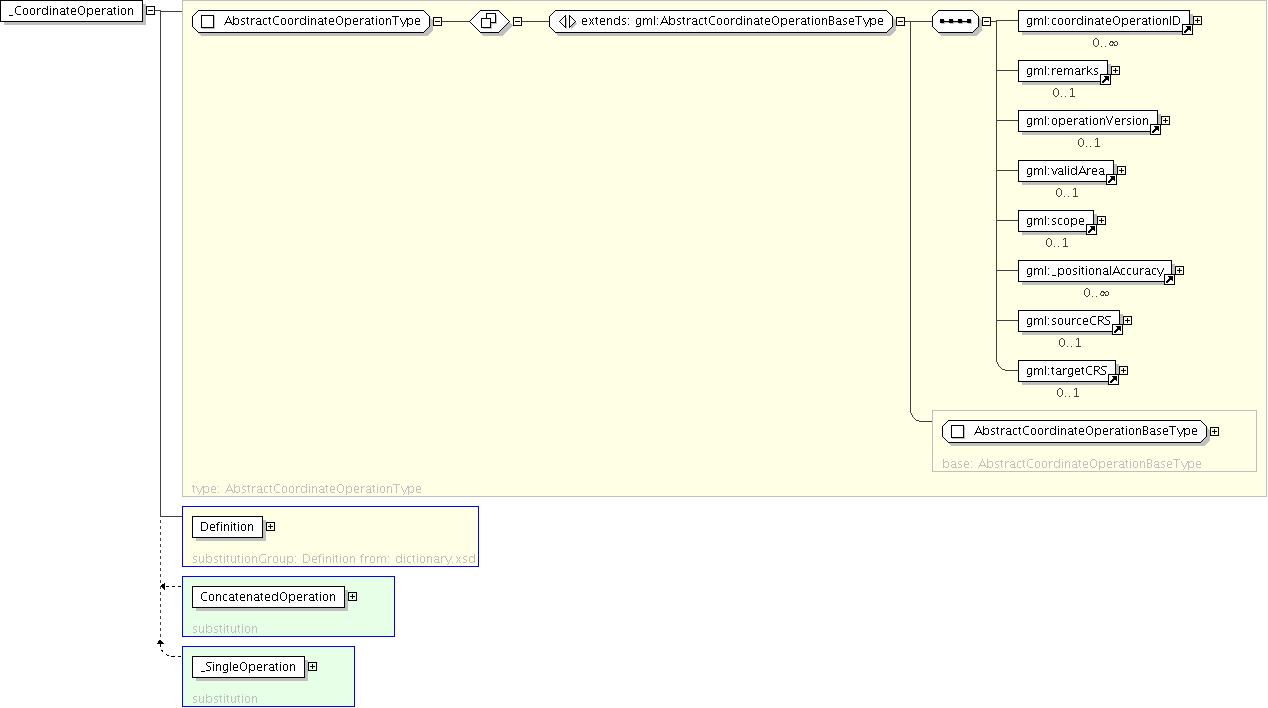 _CoordinateOperation
AbstractCoordinateOperationType
extends: gml:AbstractCoordinateOperationBaseType
gml:coordinateOperationID
0..∞
gml:remarks
0..1
gml:operationVersion
0..1
gml:validArea
0..1
gml:scope
0..1
gml:_positionalAccuracy
0..∞
gml:sourceCRS
0..1
gml:targetCRS
0..1
AbstractCoordinateOperationBaseType
base: AbstractCoordinateOperationBaseType
type: AbstractCoordinateOperationType
Definition
substitutionGroup: Definition from: dictionary.xsd
ConcatenatedOperation
substitution
_SingleOperation
substitution